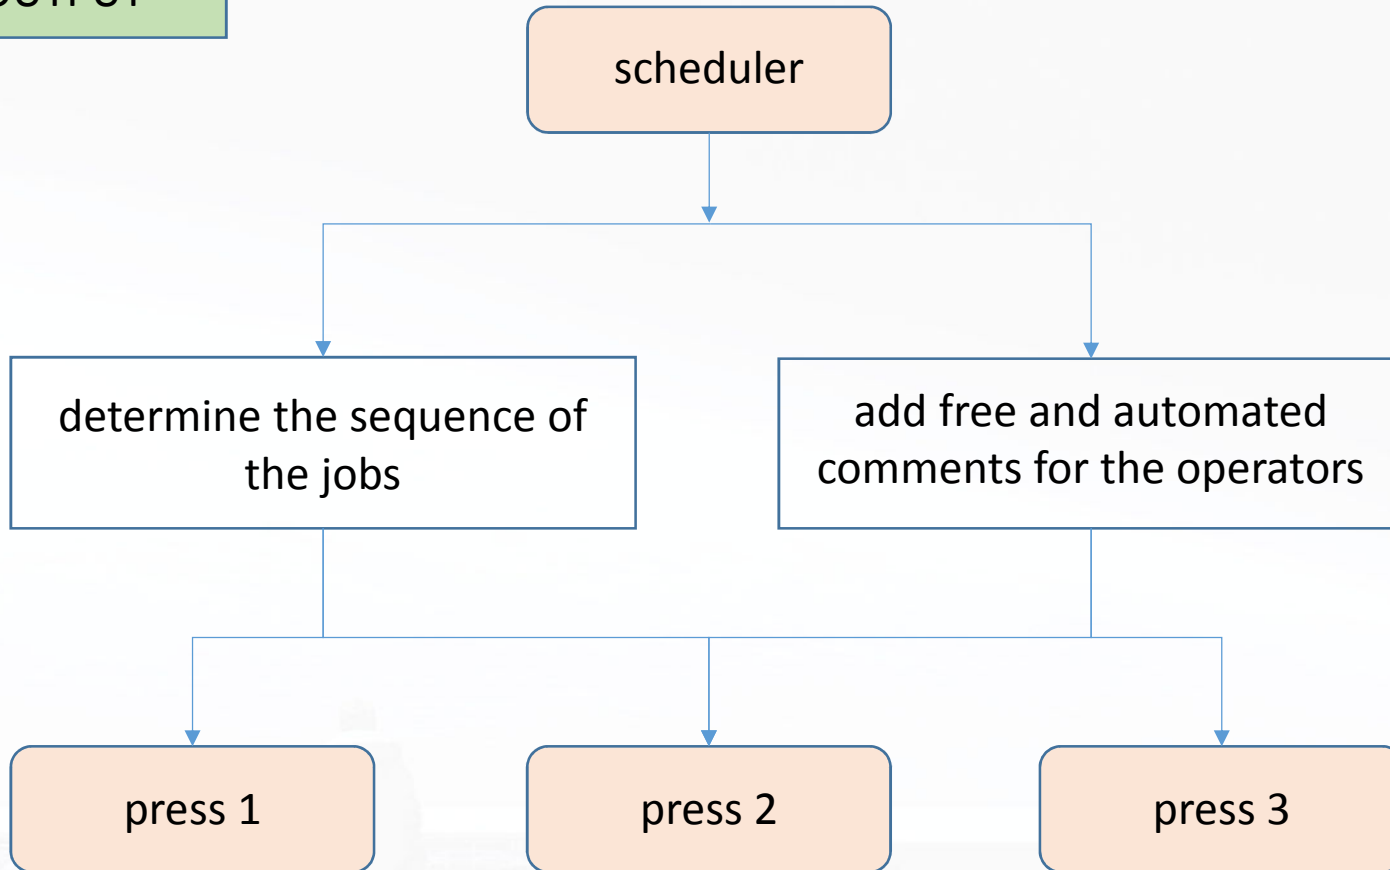 OUTPUT
scheduler
determine the sequence of
the jobs
add free and automated
comments for the operators
press 1
press 2
press 3